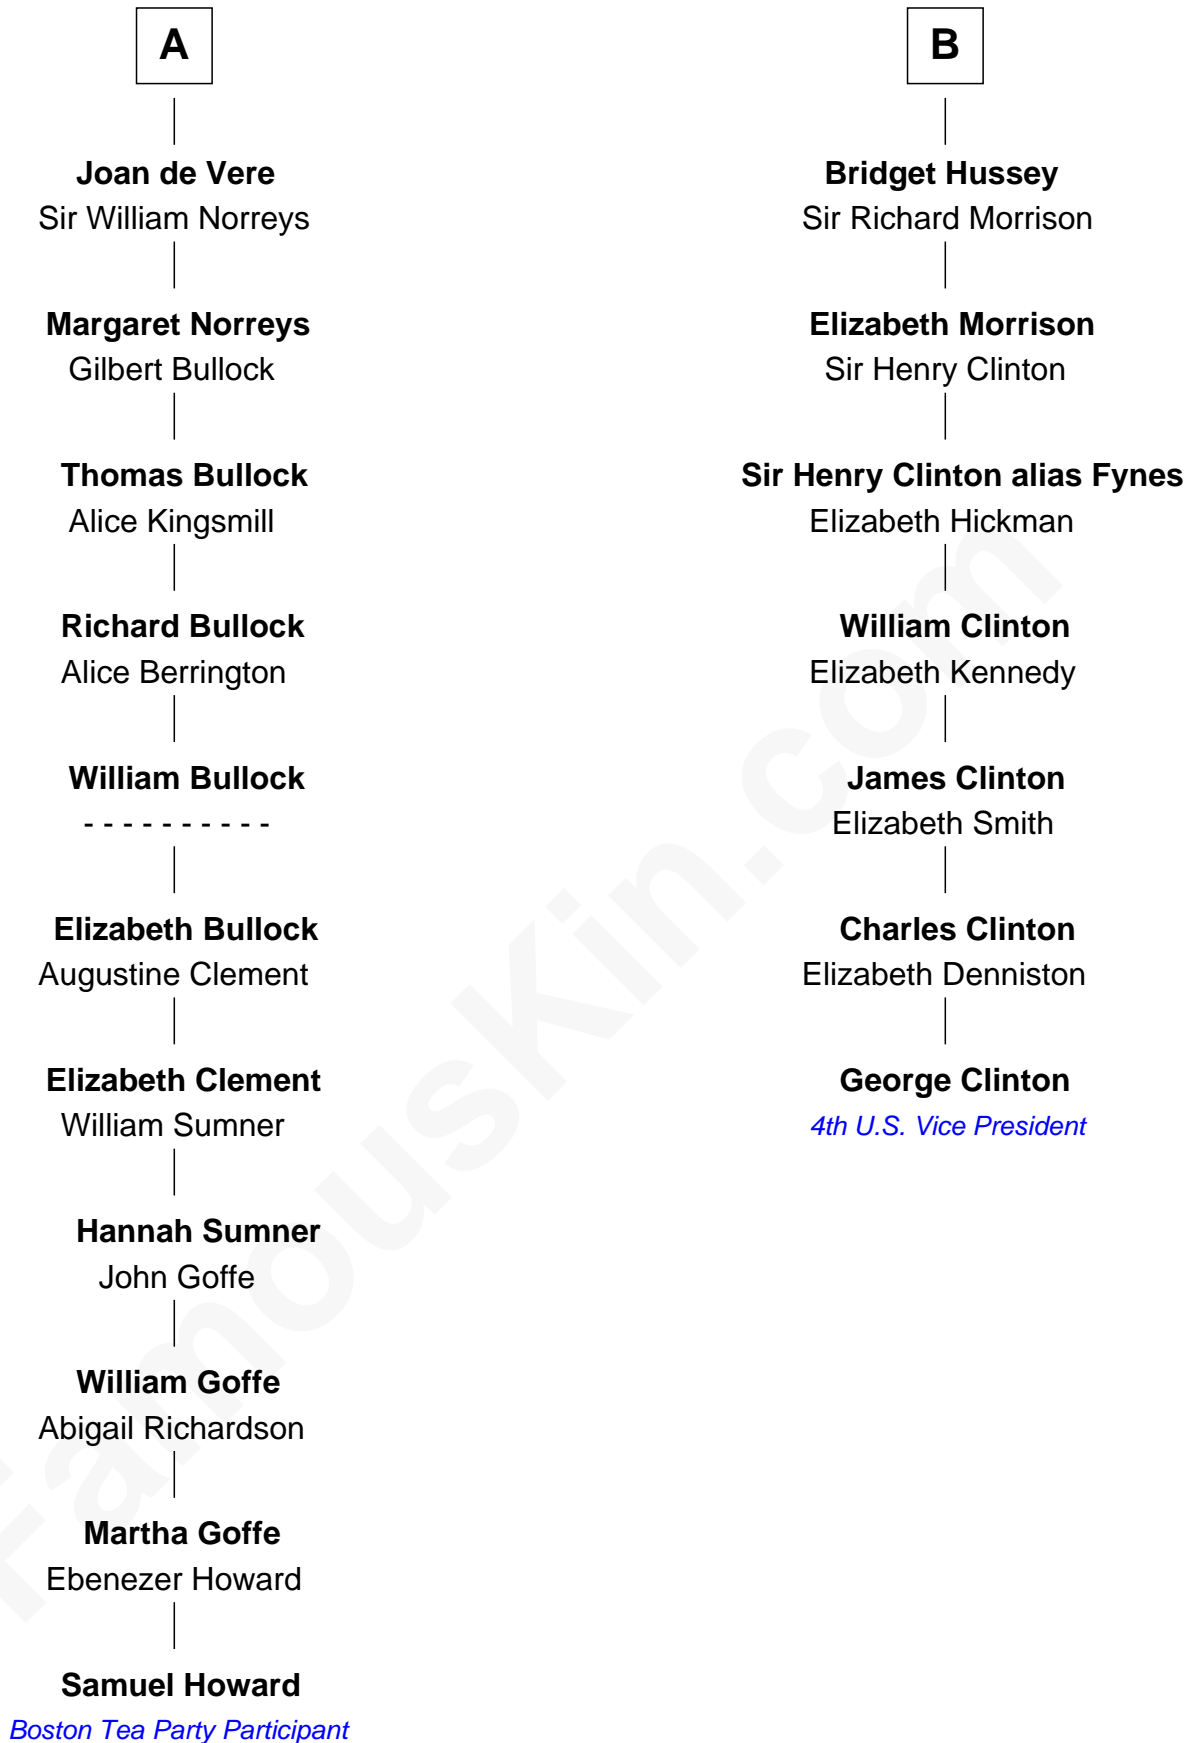 A
Joan de Vere
Sir William Norreys
Margaret Norreys
Gilbert Bullock
Thomas Bullock
Alice Kingsmill
Richard Bullock
Alice Berrington
William Bullock
- - - - - - - - - -
Elizabeth Bullock
Augustine Clement
Elizabeth Clement
William Sumner
Hannah Sumner
John Goffe
William Goffe
Abigail Richardson
Martha Goffe
Ebenezer Howard
Samuel Howard
Boston Tea Party Participant
B
Bridget Hussey
Sir Richard Morrison
Elizabeth Morrison
Sir Henry Clinton
Sir Henry Clinton alias Fynes
Elizabeth Hickman
William Clinton
Elizabeth Kennedy
James Clinton
Elizabeth Smith
Charles Clinton
Elizabeth Denniston
George Clinton
4th U.S. Vice President
FamousKin.com